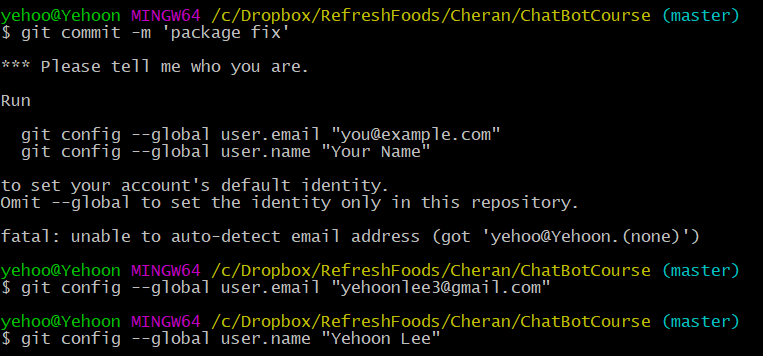 yehoo@Yehoon MINGW64 /c/Dropbox/RefreshFoods/Cheran/ChatBotCourse (master)
$ git commit -m 'package fix'
*** Please tell me who you are.
Run
git config --global user.email "you@example.com"
git config --global user.name "Your Name"
to set your account's default identity.
Omit --global to set the identity only in this repository.
fatal: unable to auto-detect email address (got 'yehoo@Yehoon.(none)')
yehoo@Yehoon MINGW64 /c/Dropbox/RefreshFoods/Cheran/ChatBotCourse (master)
$ git config --global user.email "yehoonlee3@gmail.com"
yehoo@Yehoon MINGW64 /c/Dropbox/RefreshFoods/Cheran/ChatBotCourse (master)
$ git config --global user.name "Yehoon Lee"